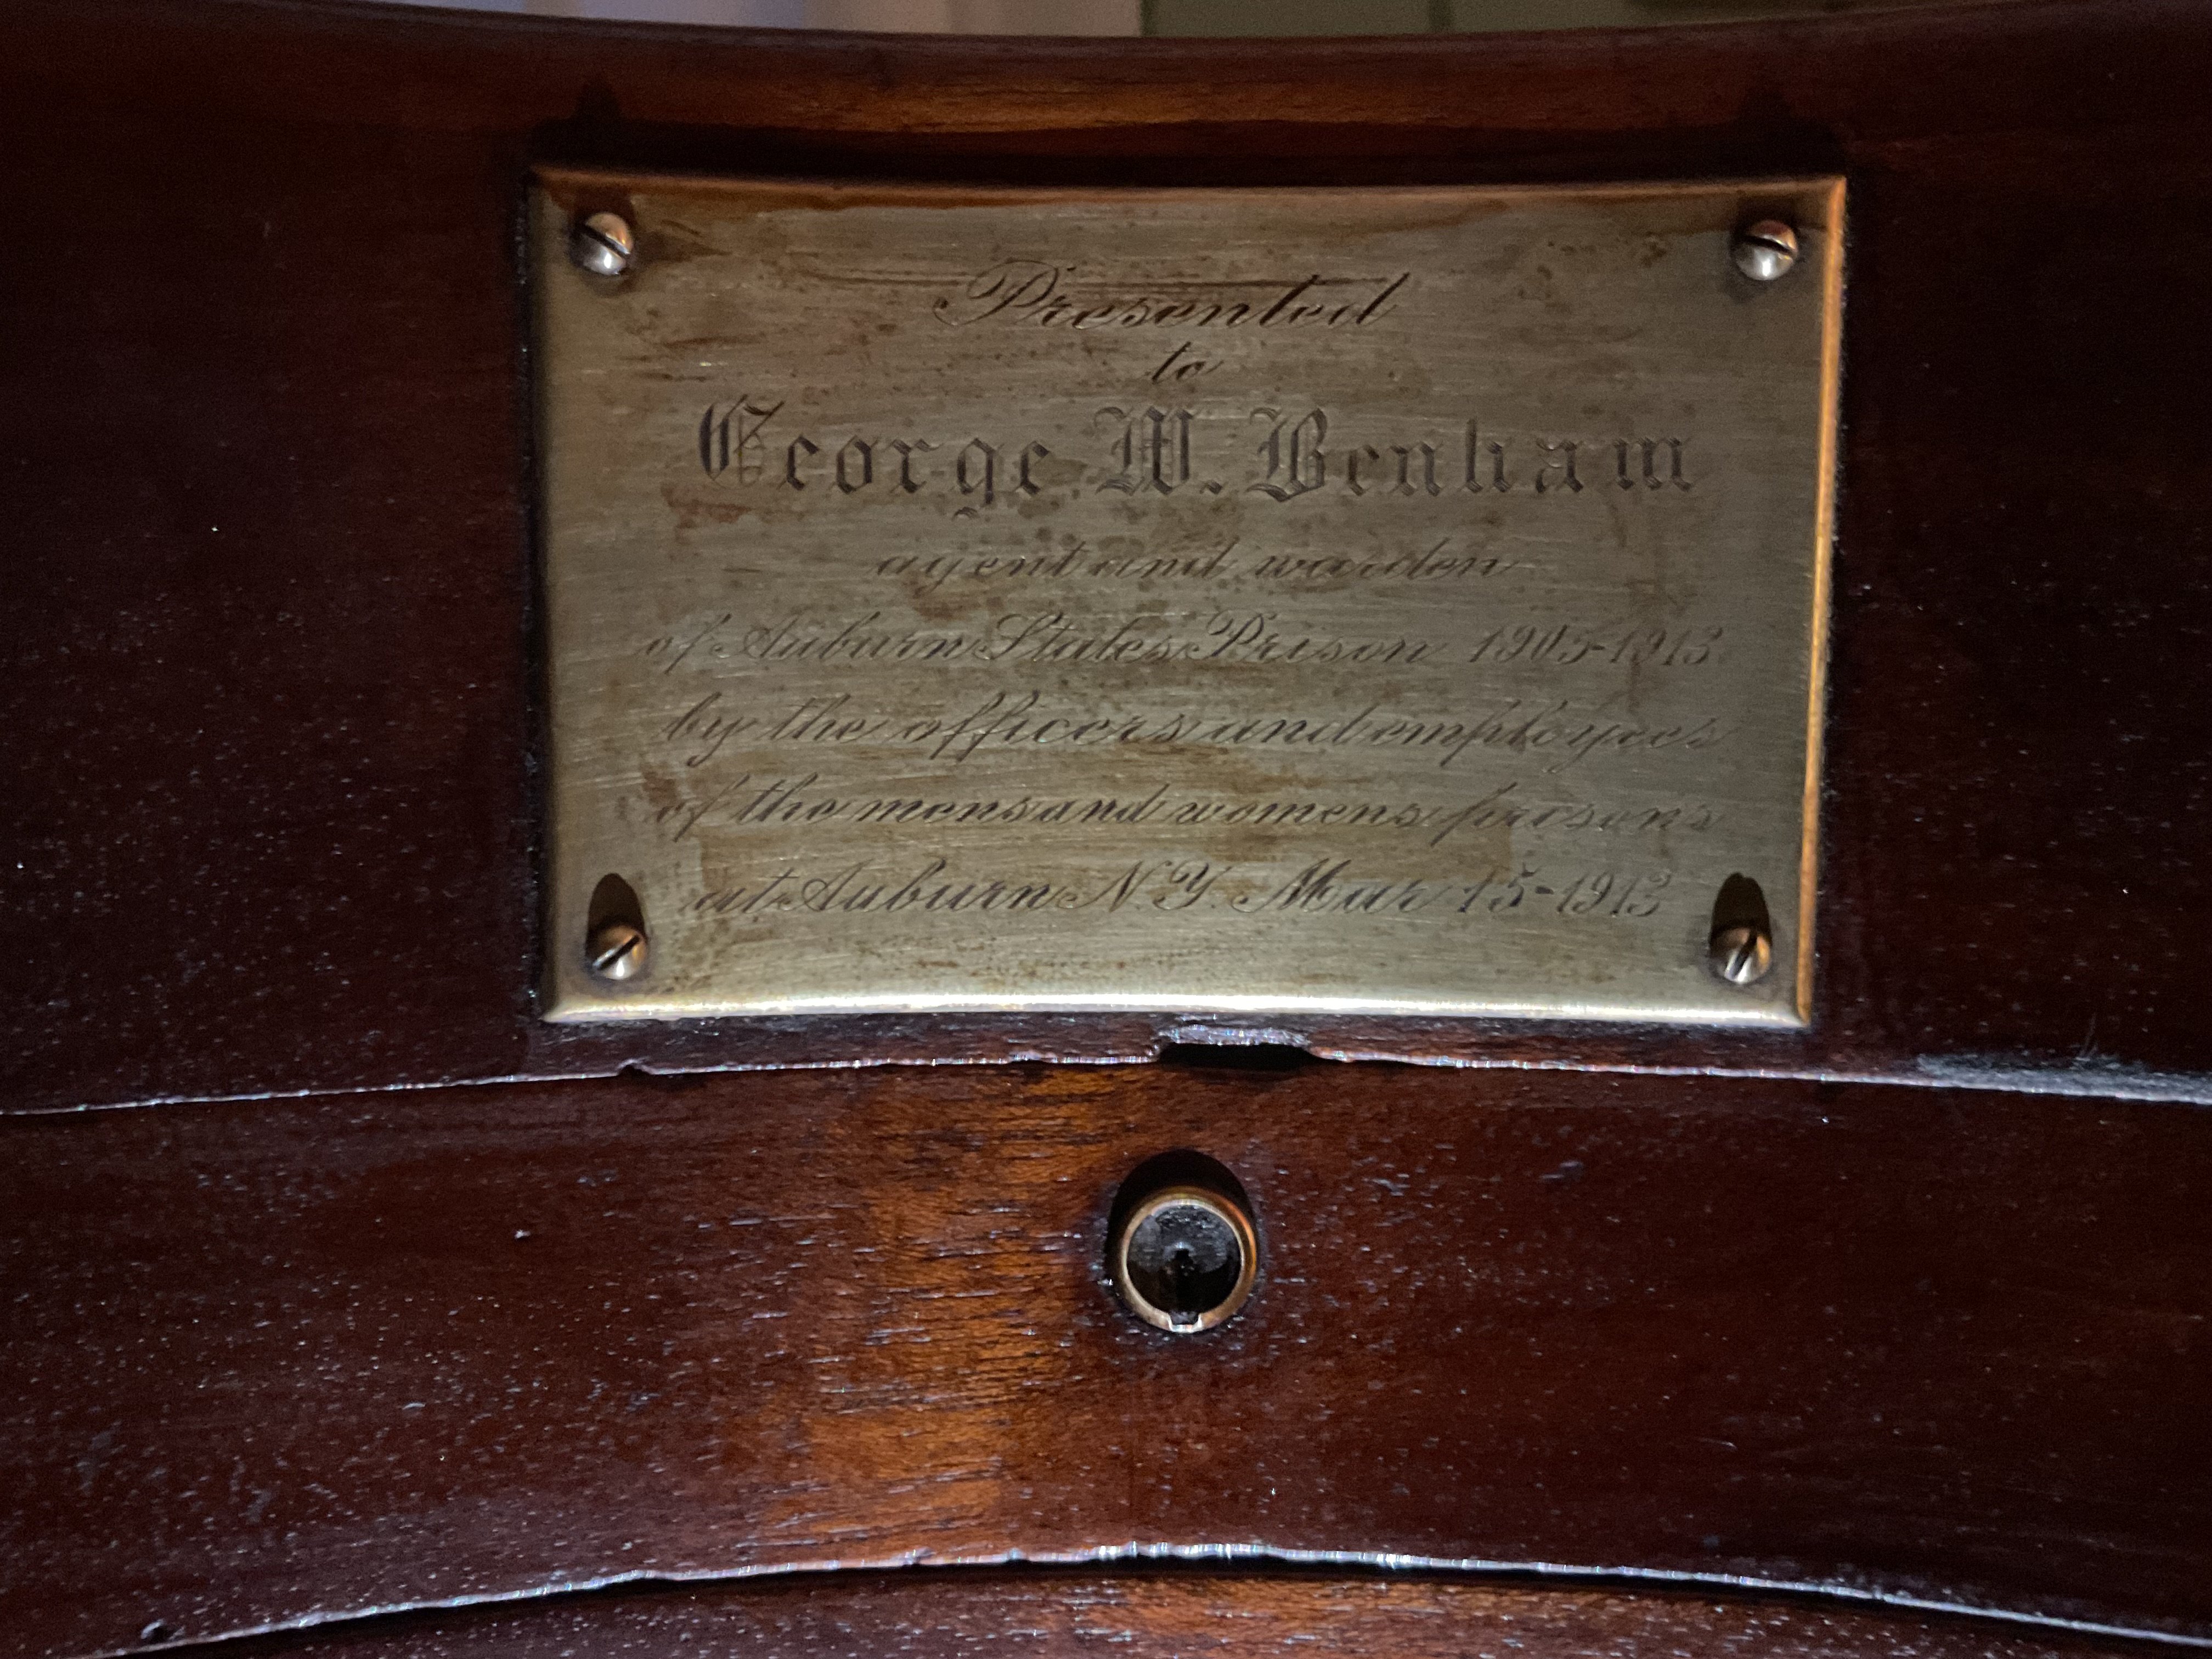 Presented
to
George W. Benham
agent and warden
of Auburn States Prison 1905-1913
by the officers and employees
of the mens and womens prisons
at Auburn N.Y. Mar 15-1913